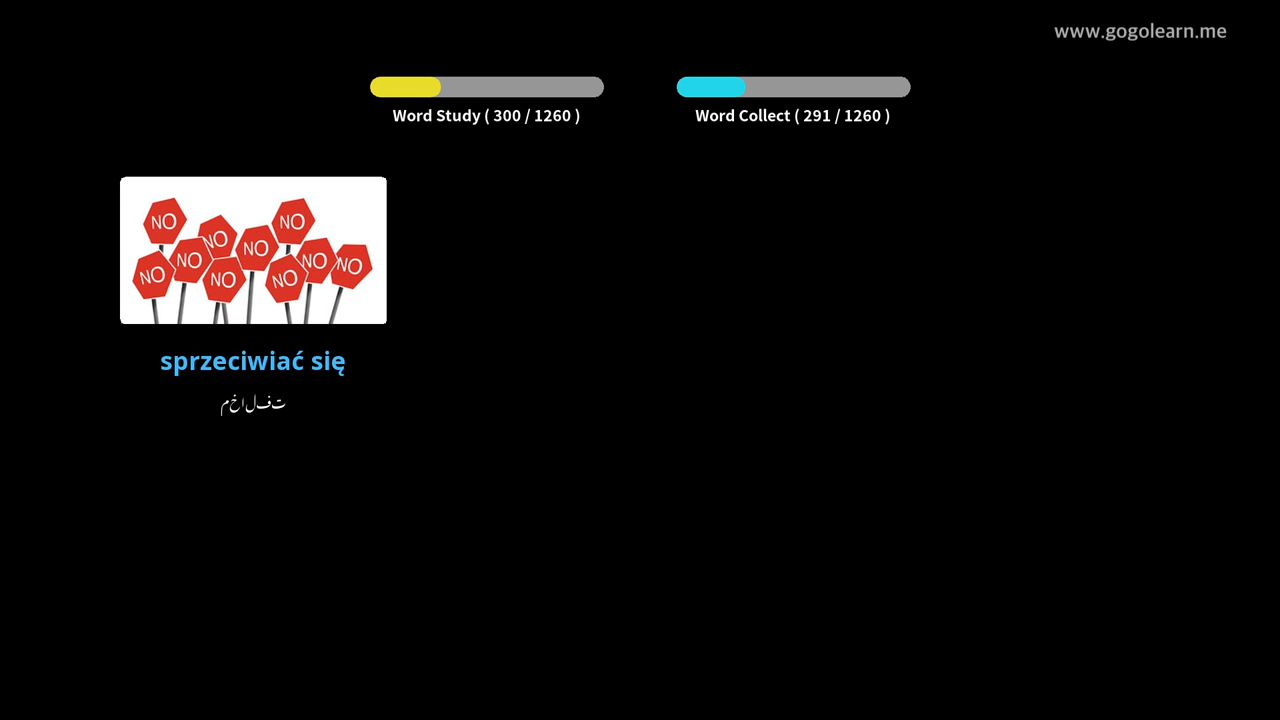 www.gogolearn.me
Word Study ( 300 / 1260 )
Word Collect ( 291 / 1260 )
NO
NO
NO
NO
NO
NO
NO
NO
NO
NO
sprzeciwiać się
مخالفت